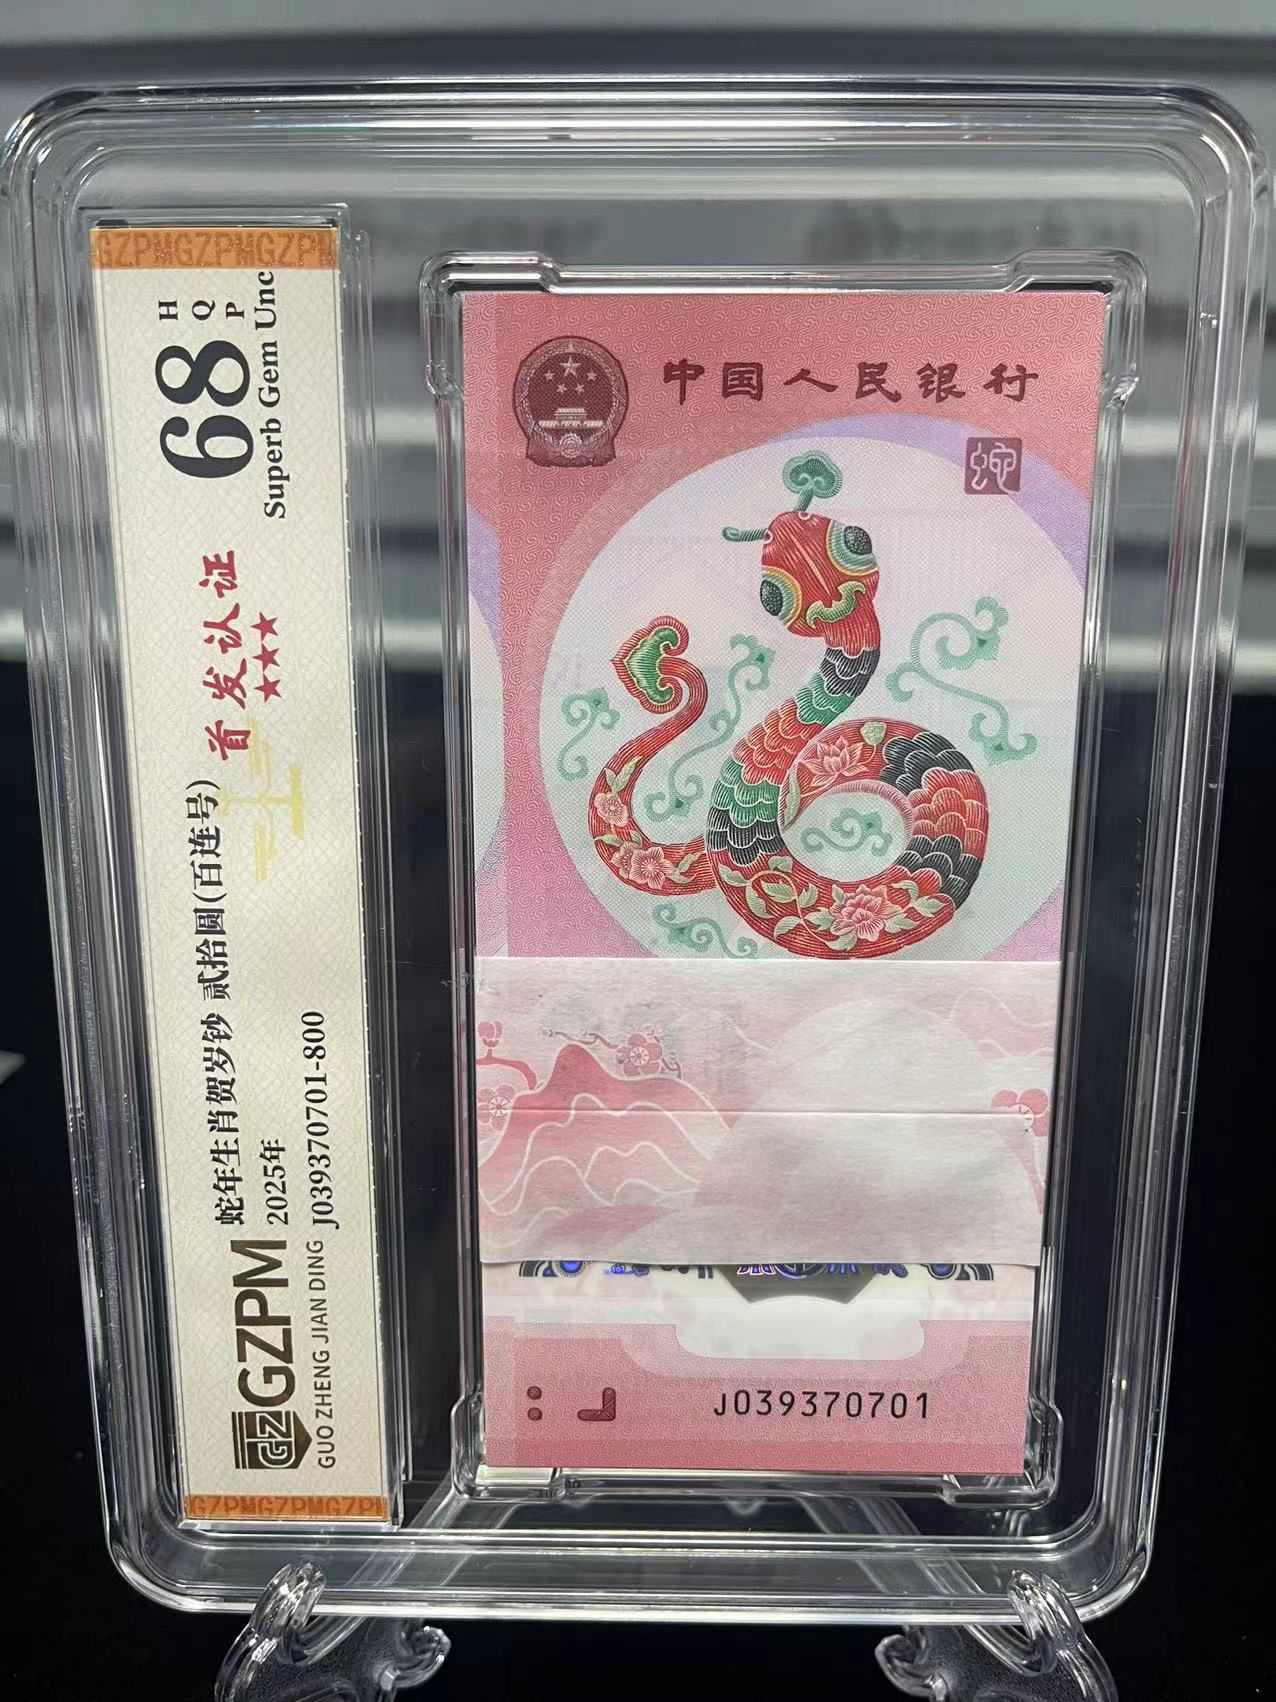 GZPMGZPMGZPM
68
H
Q
P
Superb Gem Unc
首发认证
★★★
蛇年生肖贺岁钞 贰拾圆(百连号)
2025年
J039370701-800
GZ GZPM
GUO ZHENG JIAN DING
GZPMGZPMGZPM
中国人民银行
蛇
J039370701